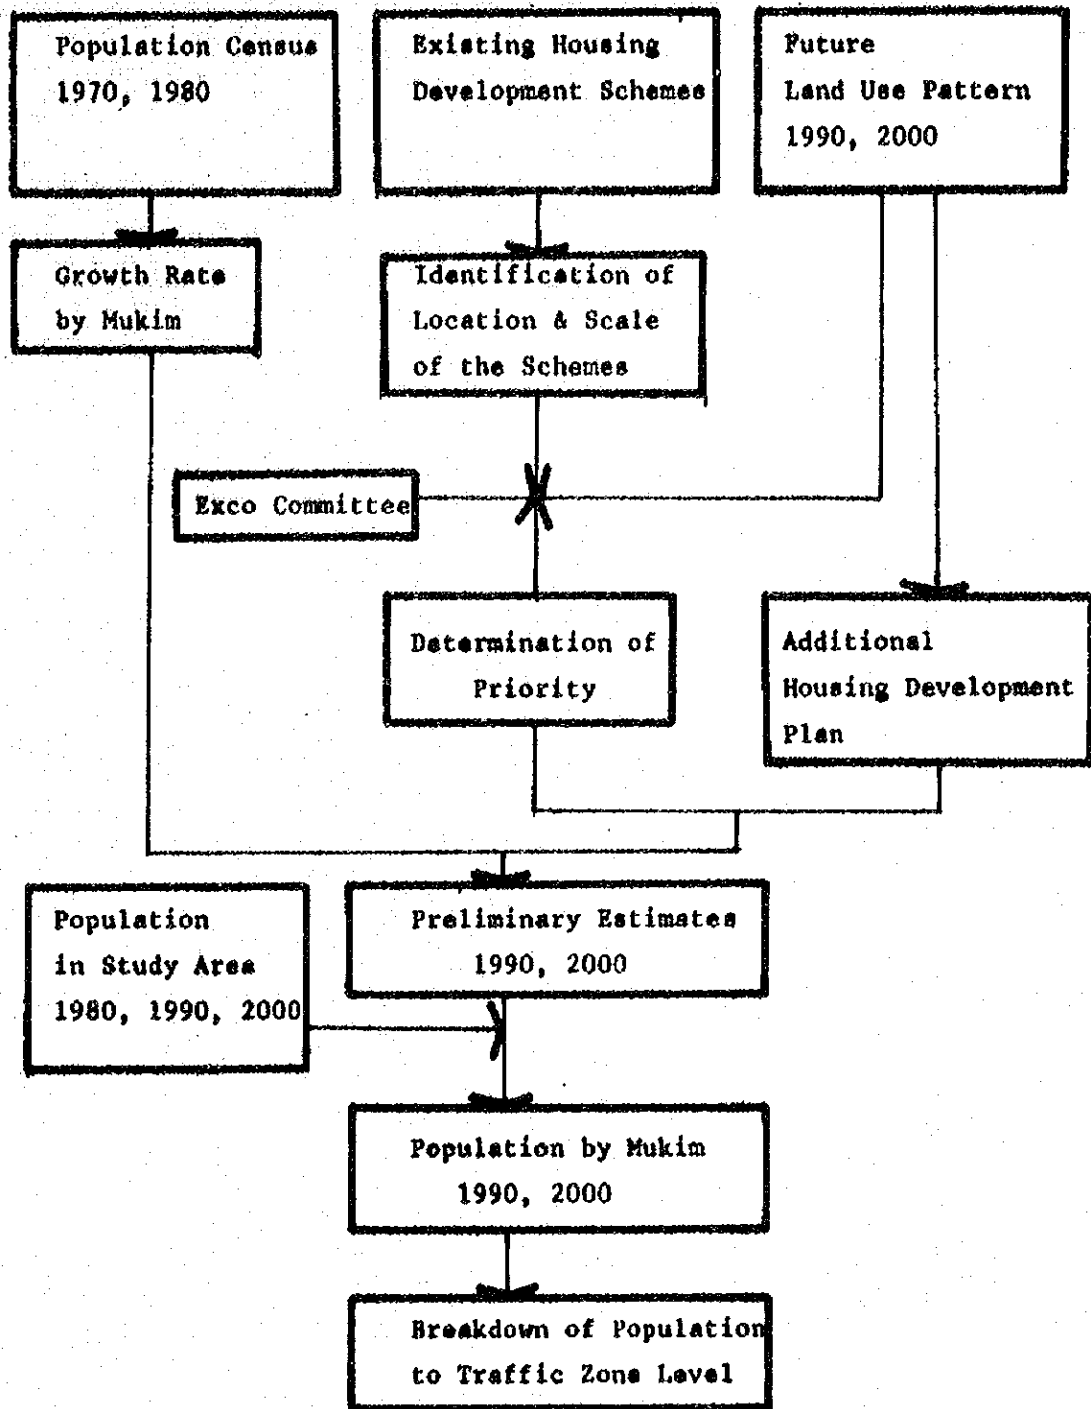 Population Census
1970, 1980
Existing Housing
Development Schemes
Future
Land Use Pattern
1990, 2000
Growth Rate
by Mukim
Identification of
Location & Scale
of the Schemes
Exco Committee
Determination of
Priority
Additional
Housing Development
Plan
Population
in Study Area
1980, 1990, 2000
Preliminary Estimates
1990, 2000
Population by Mukim
1990, 2000
Breakdown of Population
to Traffic Zone Level